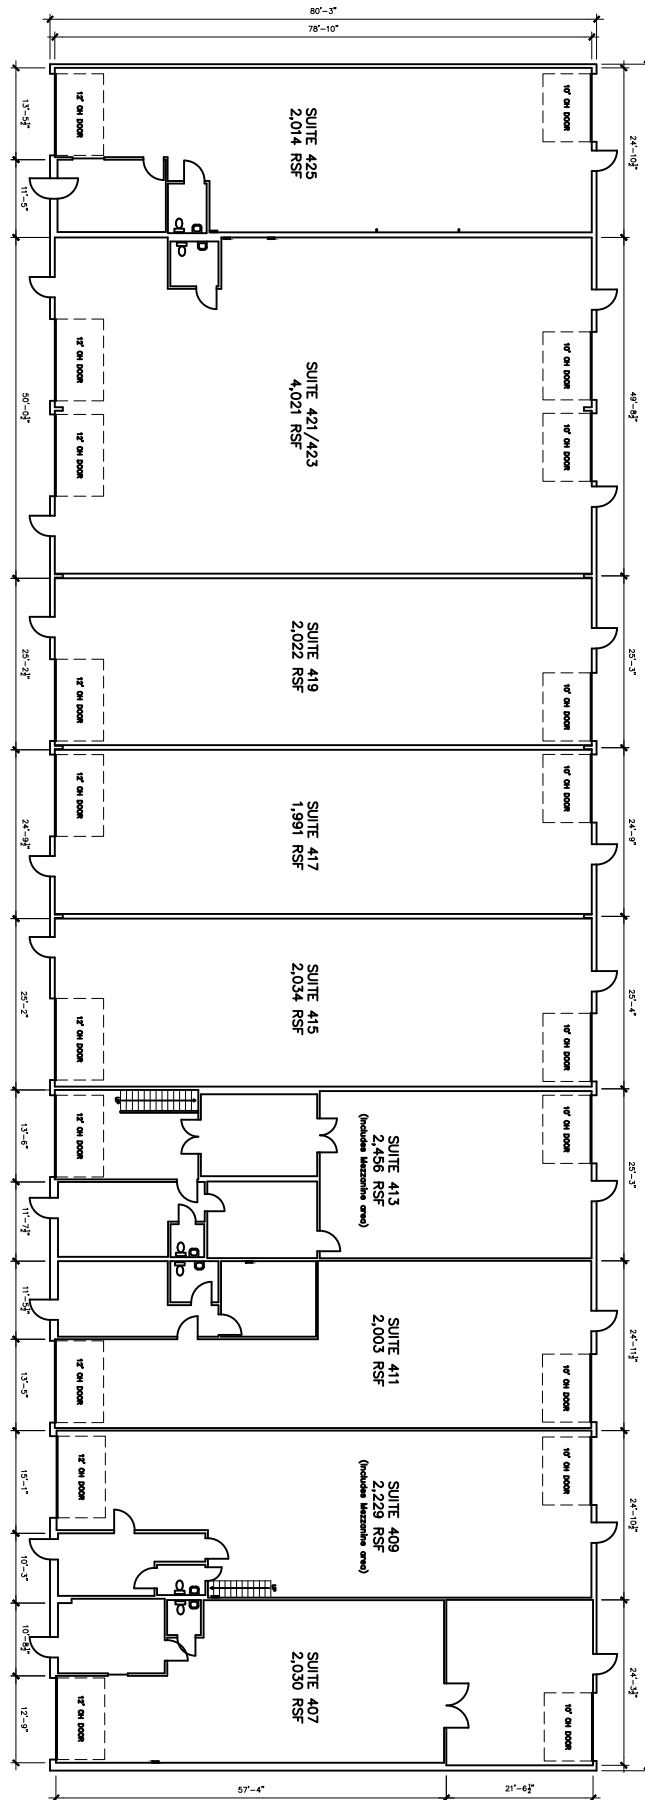 80'-3"
78'-10"
13'-5½"
12' OH DOOR
SUITE 425
2,014 RSF
10' OH DOOR
24'-10½"
11'-5"
12' OH DOOR
10' OH DOOR
50'-0½"
SUITE 421/423
4,021 RSF
49'-8½"
12' OH DOOR
10' OH DOOR
25'-2½"
SUITE 419
2,022 RSF
25'-3"
12' OH DOOR
10' OH DOOR
12' OH DOOR
10' OH DOOR
24'-9½"
SUITE 417
1,991 RSF
24'-9"
25'-2"
SUITE 415
2,034 RSF
25'-4"
12' OH DOOR
10' OH DOOR
UP
13'-6"
12' OH DOOR
SUITE 413
2,456 RSF
(Includes Mezzanine area)
10' OH DOOR
25'-3"
11'-7½"
11'-5½"
SUITE 411
2,003 RSF
24'-11½"
13'-5"
12' OH DOOR
10' OH DOOR
15'-1"
12' OH DOOR
SUITE 409
2,229 RSF
(Includes Mezzanine area)
10' OH DOOR
24'-10½"
10'-3"
UP
10'-8½"
SUITE 407
2,030 RSF
24'-3½"
12'-9"
12' OH DOOR
10' OH DOOR
57'-4"
21'-6½"